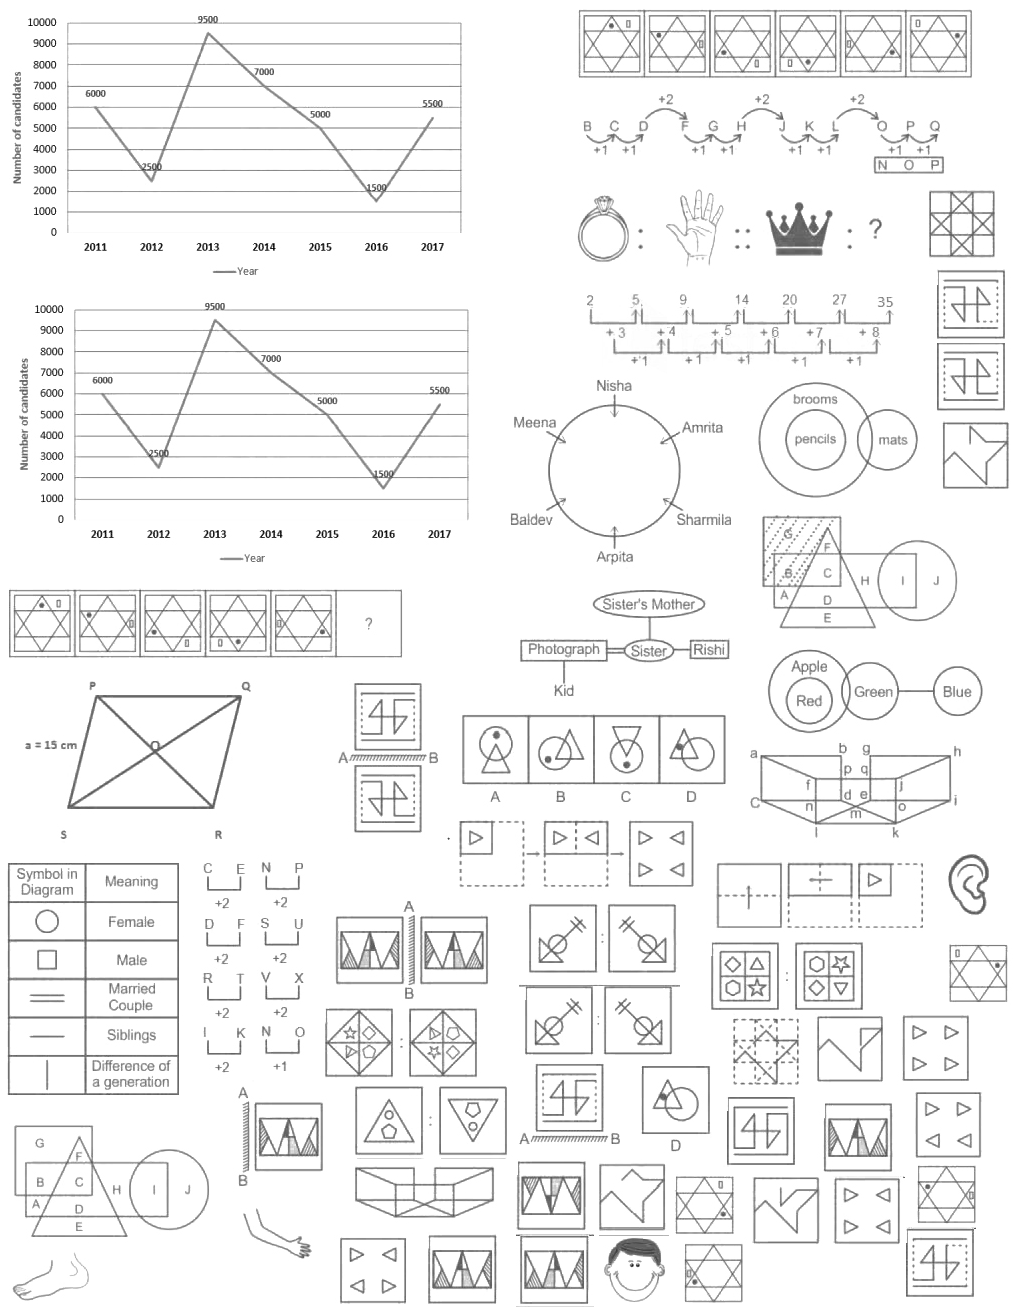 10000
9000
8000
7000
6000
5000
4000
3000
2000
1000
0
Number of candidates
6000
2500
9500
7000
5000
1500
5500
2011 2012 2013 2014 2015 2016 2017
Year
10000
9000
8000
7000
6000
5000
4000
3000
2000
1000
0
Number of candidates
6000
2500
9500
7000
5000
1500
5500
2011 2012 2013 2014 2015 2016 2017
Year
+2 +2 +2
B C D F G H J K L O P Q
+1 +1 +1 +1 +1 +1 +1 +1
N O P
: :: : ?
2 5 9 14 20 27 35
+3 +4 +5 +6 +7 +8
+1 +1 +1 +1 +1
Nisha
Meena Amrita
Baldev Sharmila
Arpita
brooms
pencils mats
G
F
B C H I J
A D
E
Sister's Mother
Photograph Sister Rishi
Kid
Apple
Red Green Blue
?
P Q
a = 15 cm O
S R
A B
A B C D
a b g h
p q
f j
C n d e o i
m
l k
Symbol in Diagram Meaning
Female
Male
Married Couple
Siblings
Difference of a generation
C E N P
+2 +2
D F S U
+2 +2
R T V X
+2 +2
I K N O
+2 +1
A
B
:
:
:
:
:
A
B
A B
D
G
F
B C H I J
A D
E